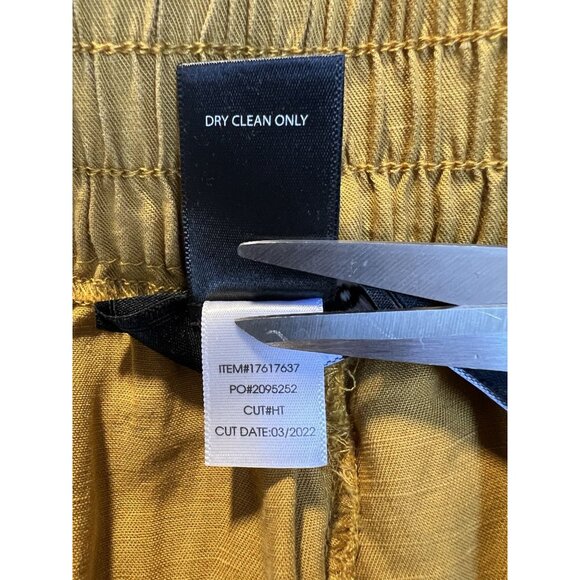 DRY CLEAN ONLY
ITEM#17617637
PO#2095252
CUT#HT
CUT DATE:03/2022